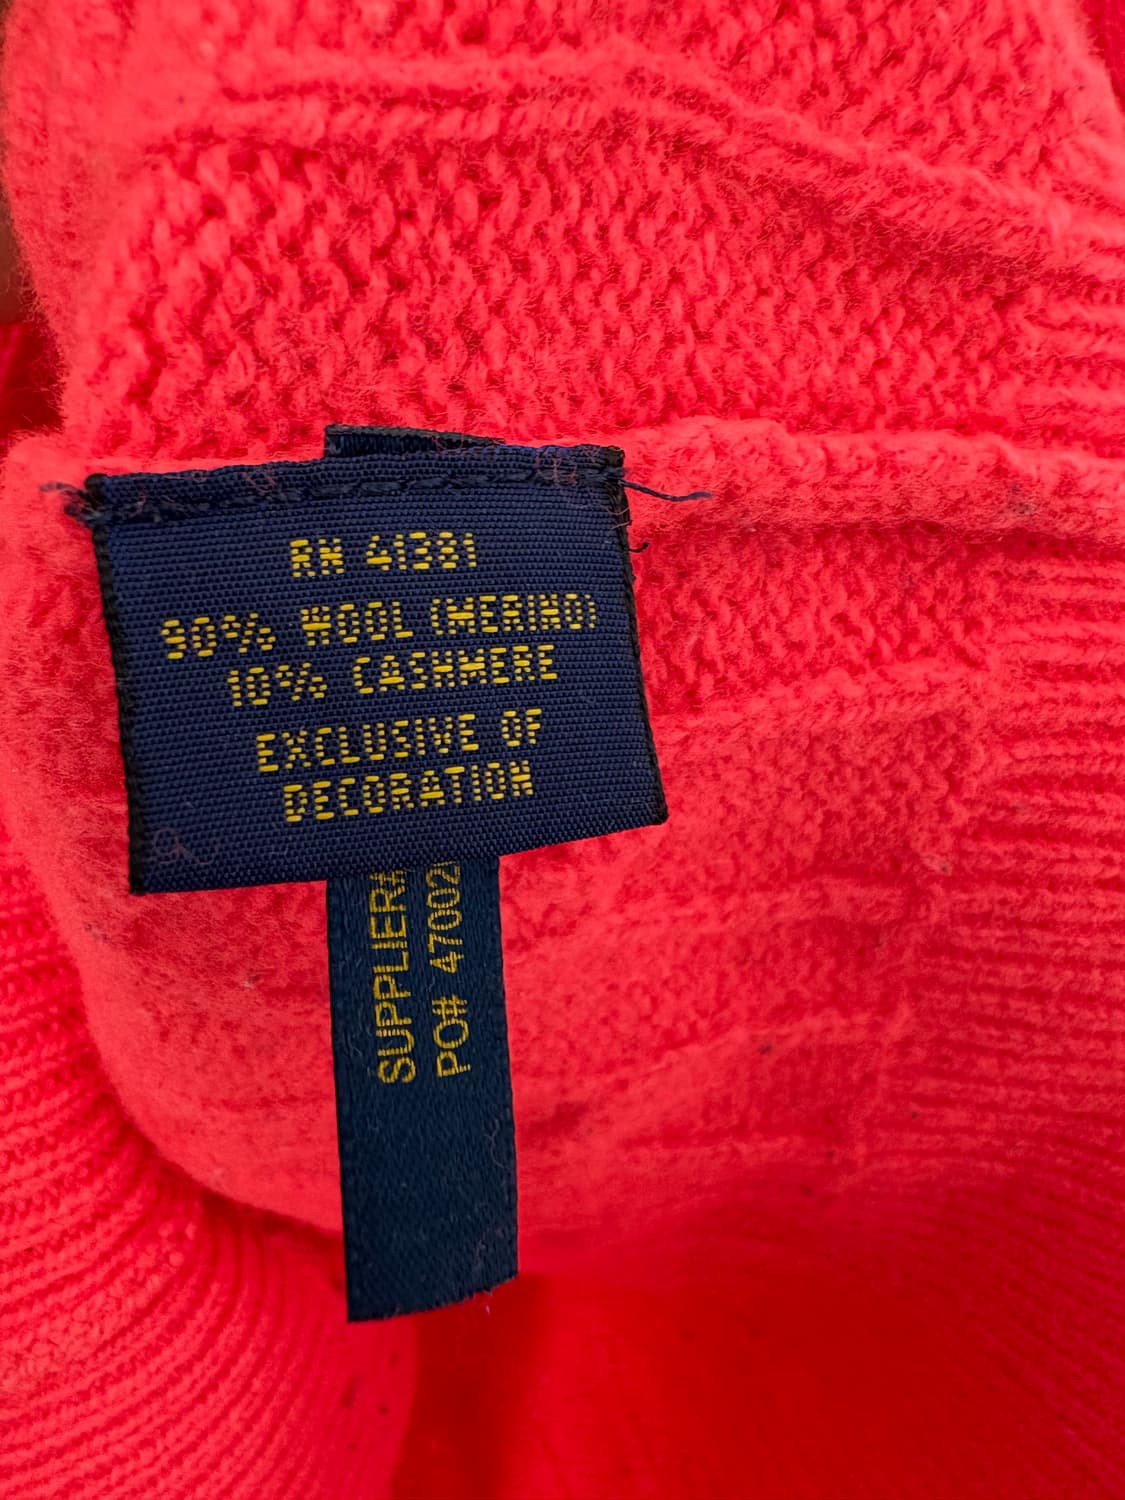 RN 41381
90% WOOL (MERINO)
10% CASHMERE
EXCLUSIVE OF
DECORATION
SUPPLIER#
PO# 47002